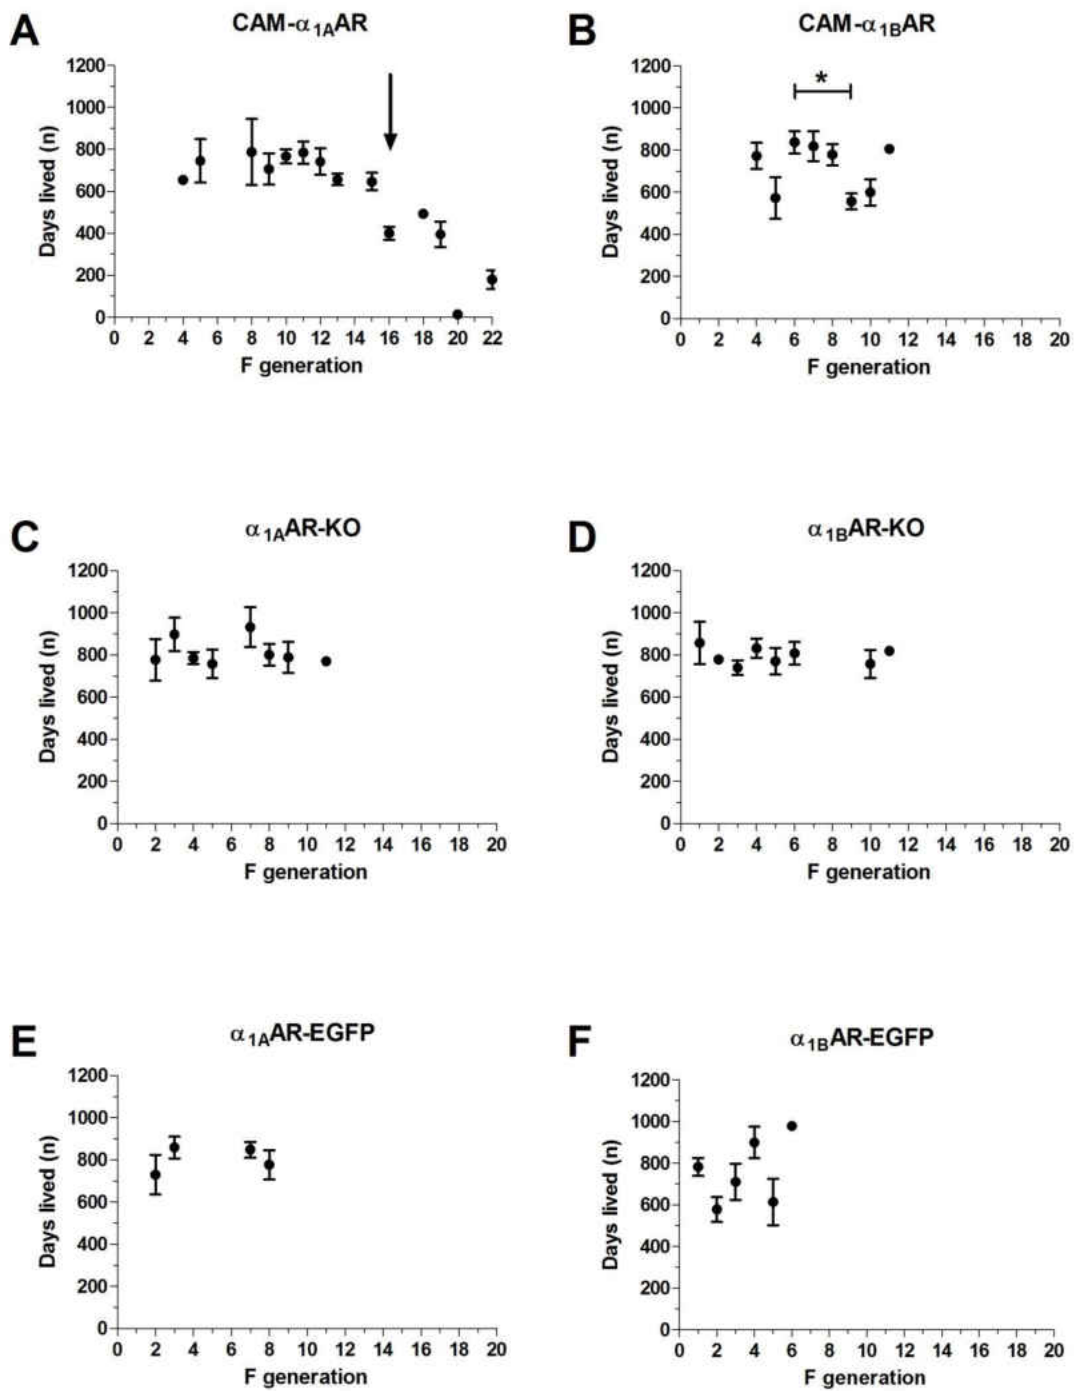 A
CAM-α1AAR
1200
1000
800
600
400
200
0
Days lived (n)
0 2 4 6 8 10 12 14 16 18 20 22
F generation
B
CAM-α1BAR
*
1200
1000
800
600
400
200
0
Days lived (n)
0 2 4 6 8 10 12 14 16 18 20
F generation
C
α1AAR-KO
1200
1000
800
600
400
200
0
Days lived (n)
0 2 4 6 8 10 12 14 16 18 20
F generation
D
α1BAR-KO
1200
1000
800
600
400
200
0
Days lived (n)
0 2 4 6 8 10 12 14 16 18 20
F generation
E
α1AAR-EGFP
1200
1000
800
600
400
200
0
Days lived (n)
0 2 4 6 8 10 12 14 16 18 20
F generation
F
α1BAR-EGFP
1200
1000
800
600
400
200
0
Days lived (n)
0 2 4 6 8 10 12 14 16 18 20
F generation